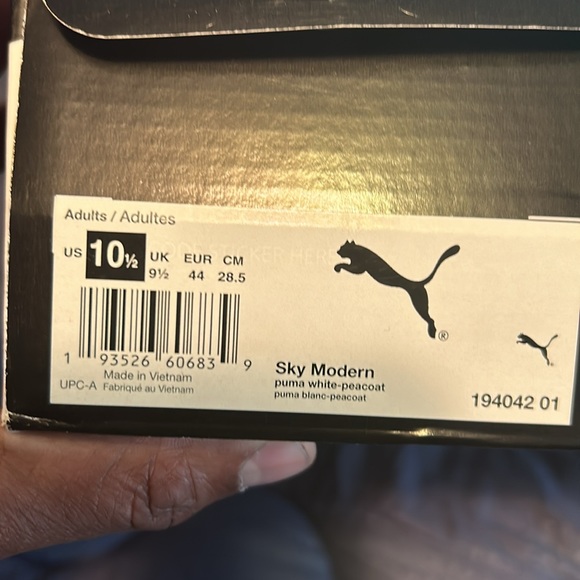 Adults / Adultes
US 10½ UK EUR CM
9½ 44 28.5
1 93526 60683 9
Made in Vietnam
UPC-A Fabriqué au Vietnam
Sky Modern
puma white-peacoat
puma blanc-peacoat
®
194042 01